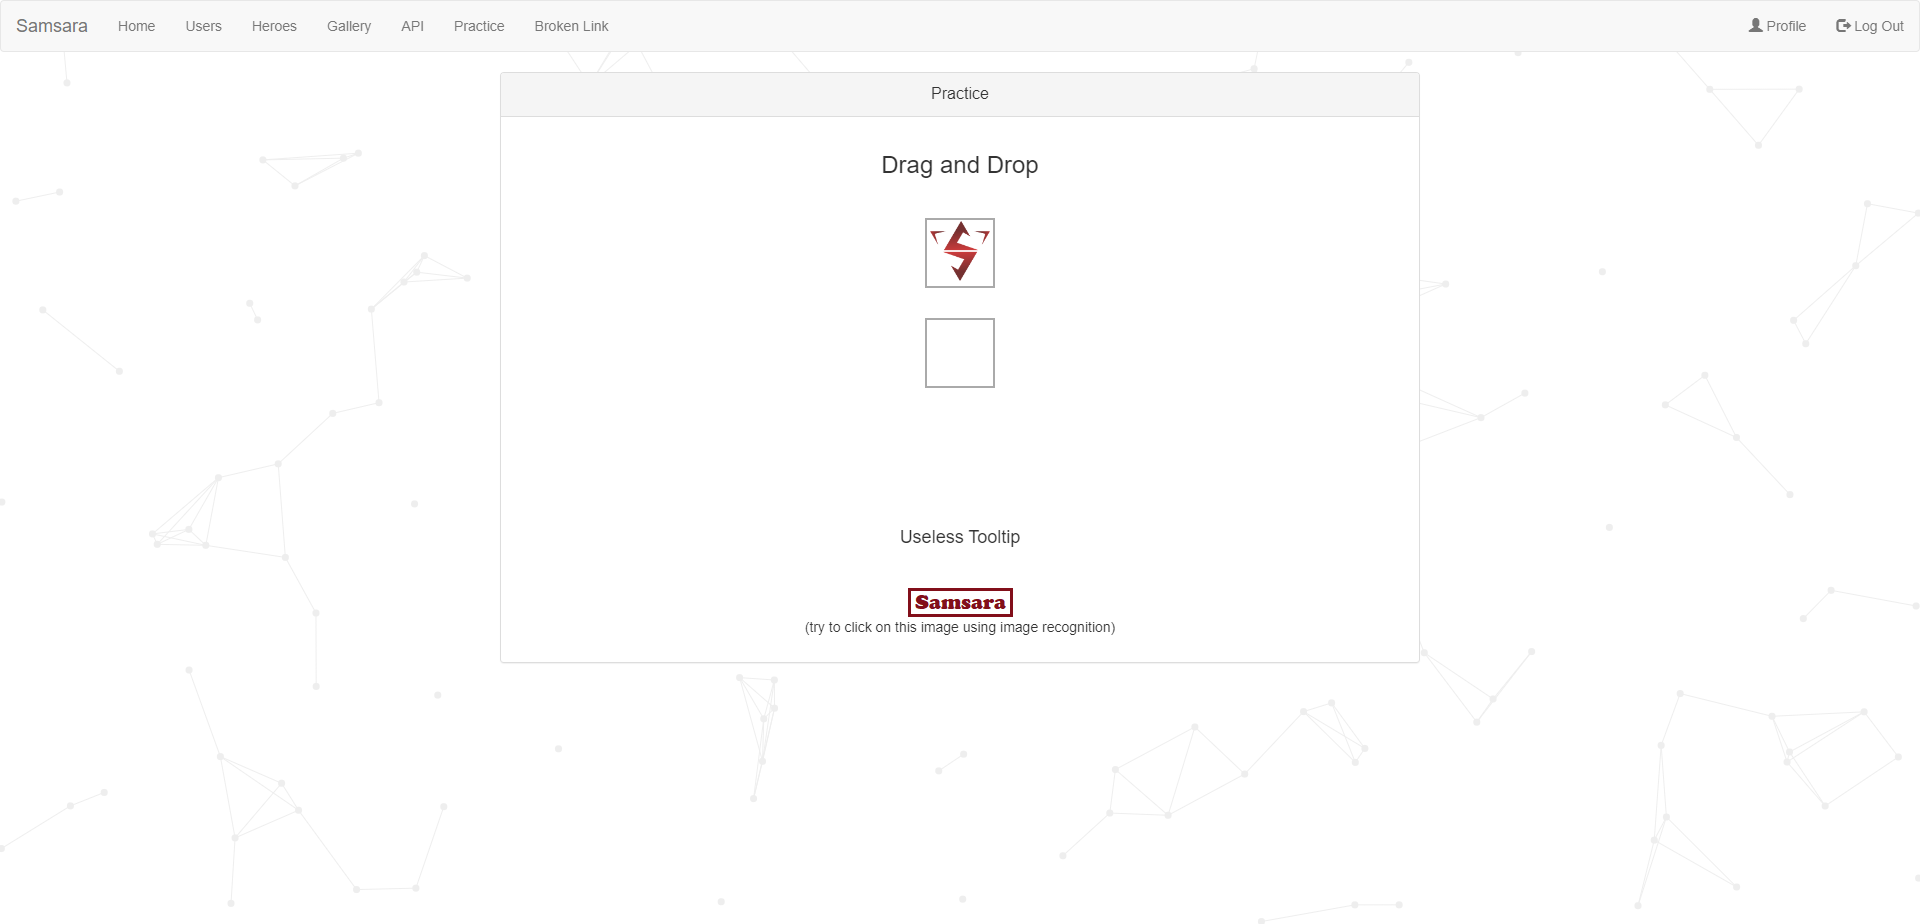 Samsara Home Users Heroes Gallery API Practice Broken Link Profile Log Out
Practice
Drag and Drop
Useless Tooltip
Samsara
(try to click on this image using image recognition)